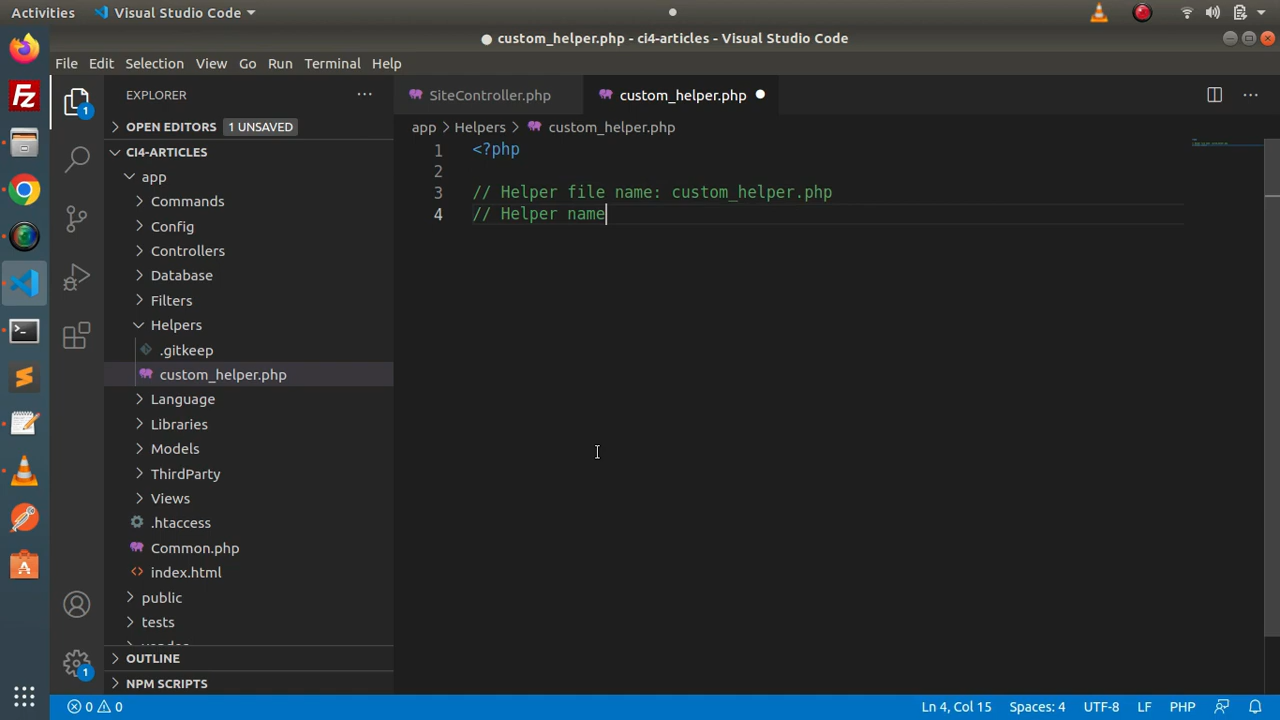 Activities
Visual Studio Code
custom_helper.php - ci4-articles - Visual Studio Code
File Edit Selection View Go Run Terminal Help
EXPLORER
SiteController.php
custom_helper.php
OPEN EDITORS 1 UNSAVED
app > Helpers > custom_helper.php
CI4-ARTICLES
app
Commands
Config
Controllers
Database
Filters
Helpers
.gitkeep
custom_helper.php
Language
Libraries
Models
ThirdParty
Views
.htaccess
Common.php
index.html
public
tests
OUTLINE
NPM SCRIPTS
1 <?php
2
3 // Helper file name: custom_helper.php
4 // Helper name
1
1
0 0
Ln 4, Col 15 Spaces: 4 UTF-8 LF PHP